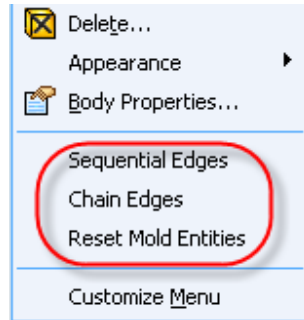 Delete...
Appearance
Body Properties...
Sequential Edges
Chain Edges
Reset Mold Entities
Customize Menu